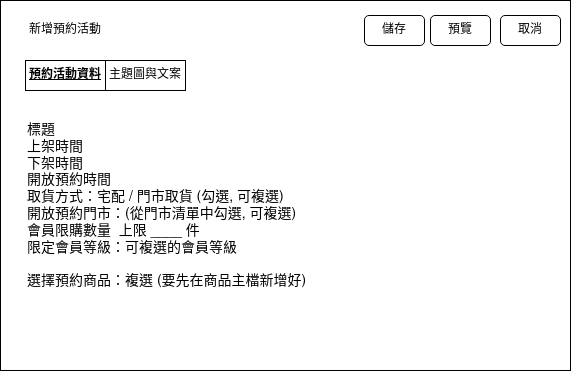 新增預約活動
儲存
預覽
取消
預約活動資料
主題圖與文案
標題
上架時間
下架時間
開放預約時間
取貨方式：宅配 / 門市取貨 (勾選, 可複選)
開放預約門市：(從門市清單中勾選, 可複選)
會員限購數量  上限 ____ 件
限定會員等級：可複選的會員等級
選擇預約商品：複選 (要先在商品主檔新增好)